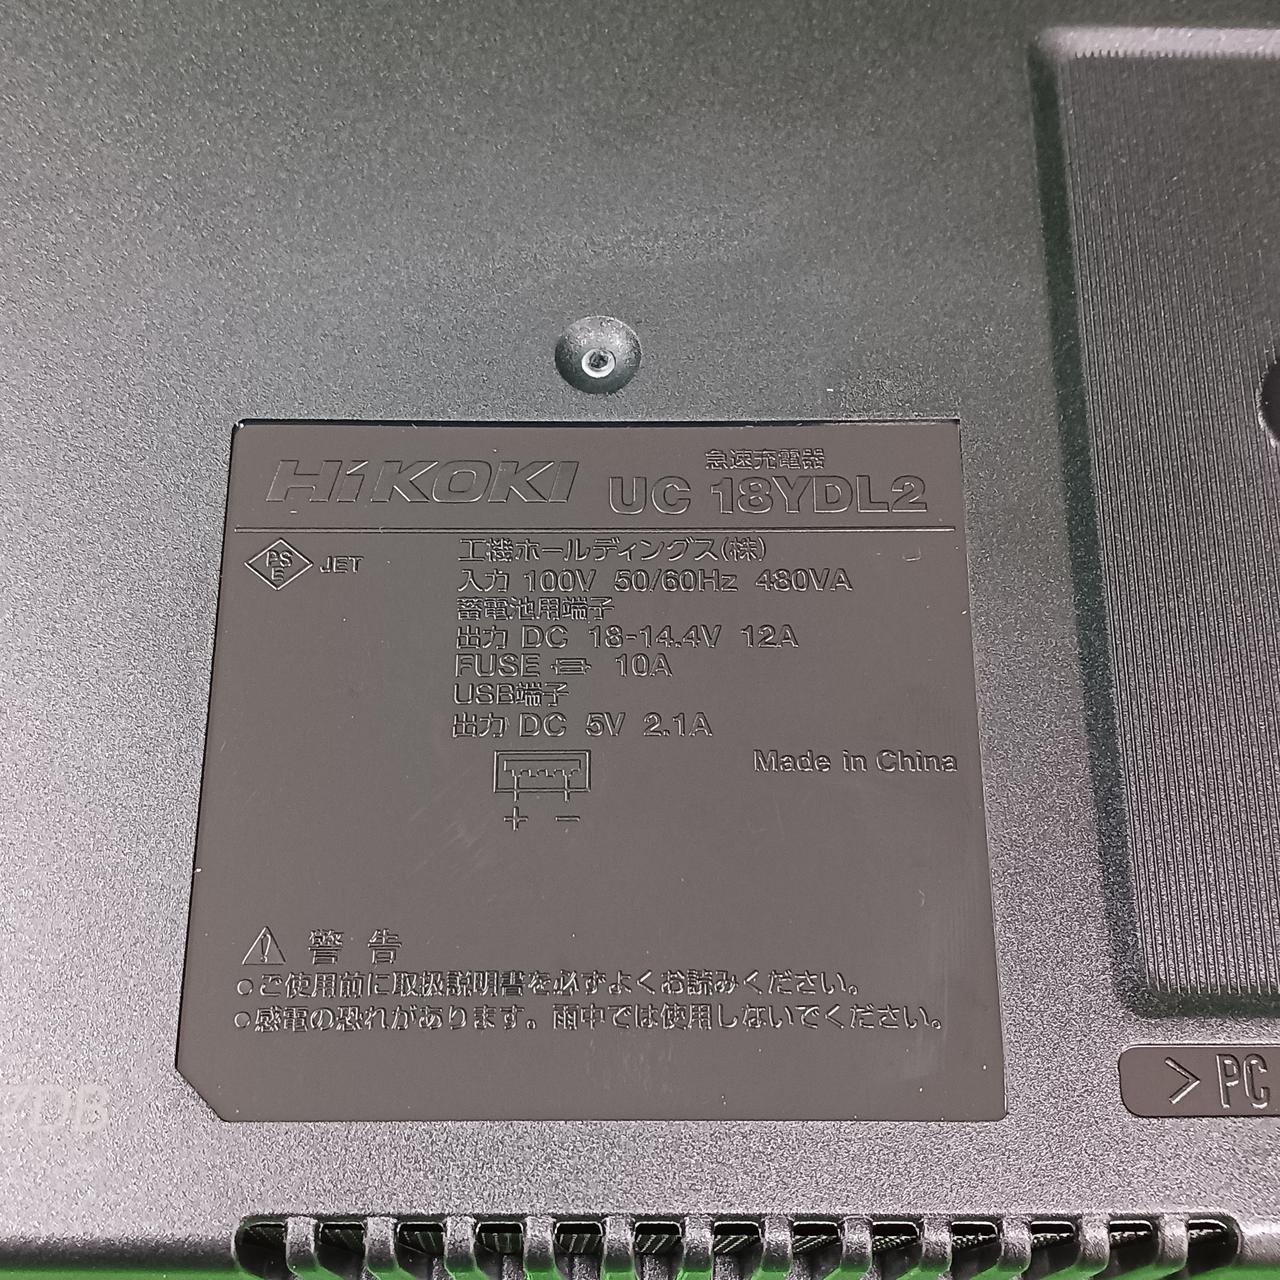 HiKOKI
急速充電器
UC 18YDL2
PS
E
JET
工機ホールディングス(株)
入力 100V 50/60Hz 480VA
蓄電池用端子
出力 DC 18-14.4V 12A
FUSE 10A
USB端子
出力 DC 5V 2.1A
Made in China
+ −
警告
○ご使用前に取扱説明書を必ずよくお読みください。
○感電の恐れがあります。雨中では使用しないでください。
>PC